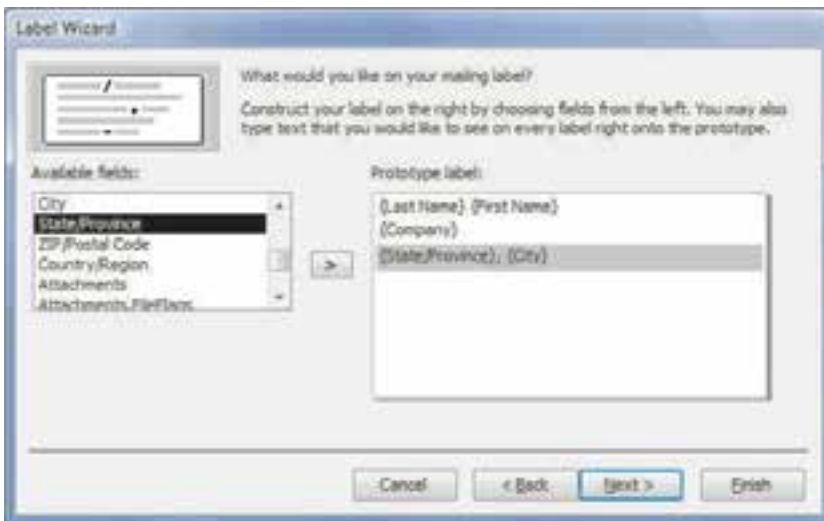 Label Wizard
What would you like on your mailing label?
Construct your label on the right by choosing fields from the left. You may also
type text that you would like to see on every label right onto the prototype.
Available fields:
City
State/Province
ZIP/Postal Code
Country/Region
Attachments
Attachments.FileFlags
>
Prototype label:
{Last Name} {First Name}
{Company}
{State/Province}, {City}
Cancel
< Back
Next >
Finish